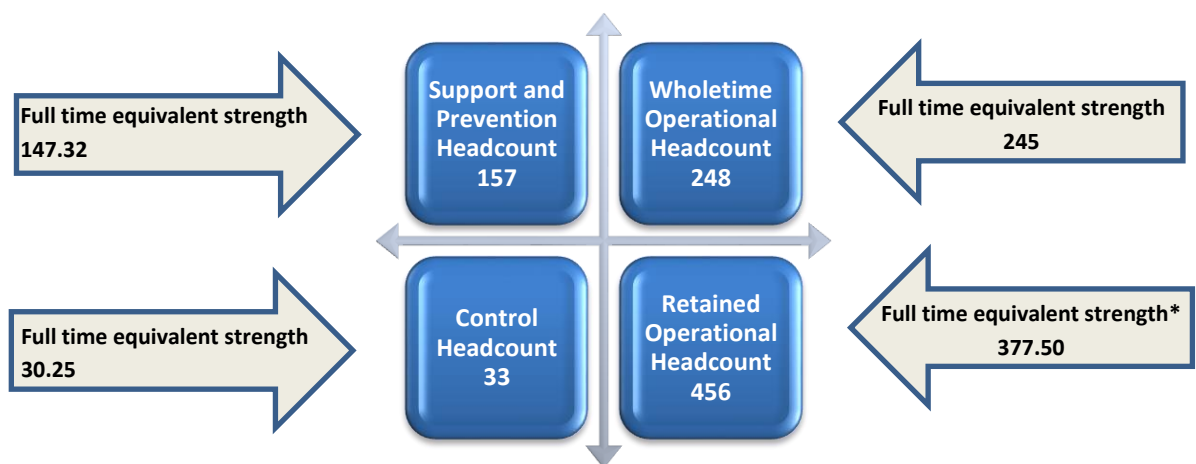 Full time equivalent strength
147.32
Support and
Prevention
Headcount
157
Wholetime
Operational
Headcount
248
Full time equivalent strength
245
Full time equivalent strength
30.25
Control
Headcount
33
Retained
Operational
Headcount
456
Full time equivalent strength*
377.50